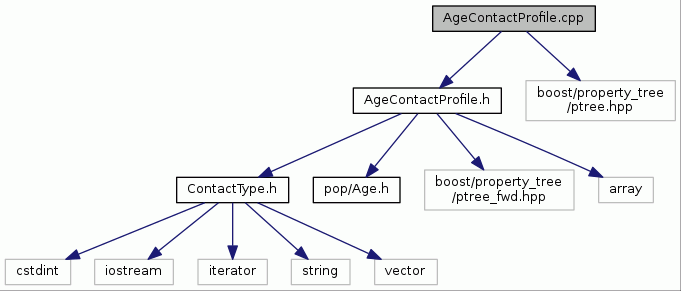 AgeContactProfile.cpp
AgeContactProfile.h
boost/property_tree
/ptree.hpp
ContactType.h
pop/Age.h
boost/property_tree
/ptree_fwd.hpp
array
cstdint
iostream
iterator
string
vector